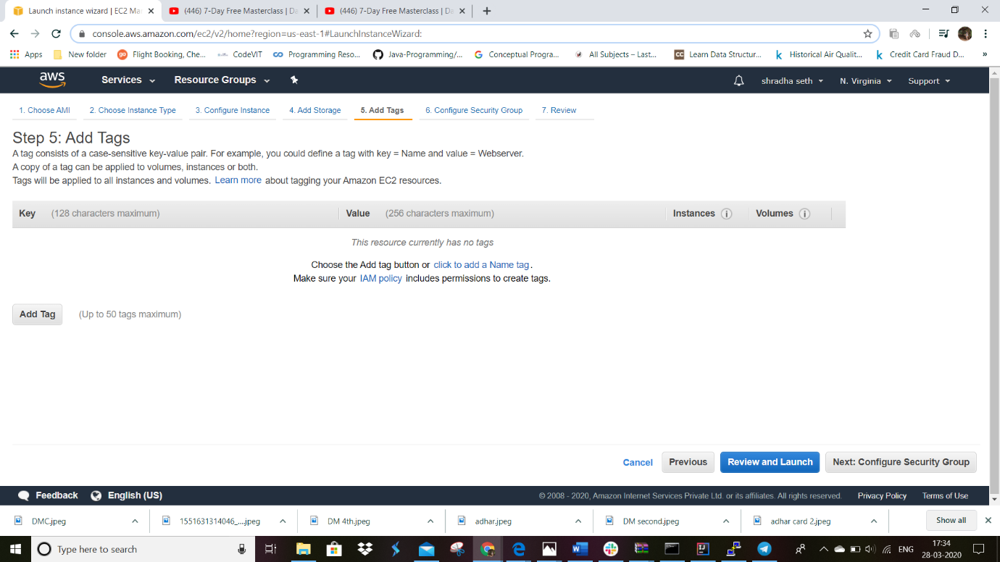 Launch instance wizard | EC2 Ma
(446) 7-Day Free Masterclass | Da
(446) 7-Day Free Masterclass | Da
console.aws.amazon.com/ec2/v2/home?region=us-east-1#LaunchInstanceWizard:
Apps
New folder
go
Flight Booking, Che...
CodeVIT
Programming Reso...
Java-Programming/...
Conceptual Progra...
All Subjects – Last...
CC
Learn Data Structur...
k
Historical Air Qualit...
k
Credit Card Fraud D...
»
aws
Services
Resource Groups
shradha seth
N. Virginia
Support
1. Choose AMI
2. Choose Instance Type
3. Configure Instance
4. Add Storage
5. Add Tags
6. Configure Security Group
7. Review
Step 5: Add Tags
A tag consists of a case-sensitive key-value pair. For example, you could define a tag with key = Name and value = Webserver.
A copy of a tag can be applied to volumes, instances or both.
Tags will be applied to all instances and volumes. Learn more about tagging your Amazon EC2 resources.
Key (128 characters maximum)
Value (256 characters maximum)
Instances
Volumes
This resource currently has no tags
Choose the Add tag button or click to add a Name tag.
Make sure your IAM policy includes permissions to create tags.
Add Tag
(Up to 50 tags maximum)
Cancel
Previous
Review and Launch
Next: Configure Security Group
Feedback
English (US)
© 2008 - 2020, Amazon Internet Services Private Ltd. or its affiliates. All rights reserved.
Privacy Policy
Terms of Use
DMC.jpeg
1551631314046_....jpeg
DM 4th.jpeg
adhar.jpeg
DM second.jpeg
adhar card 2.jpeg
Show all
Type here to search
ENG
17:34
28-03-2020